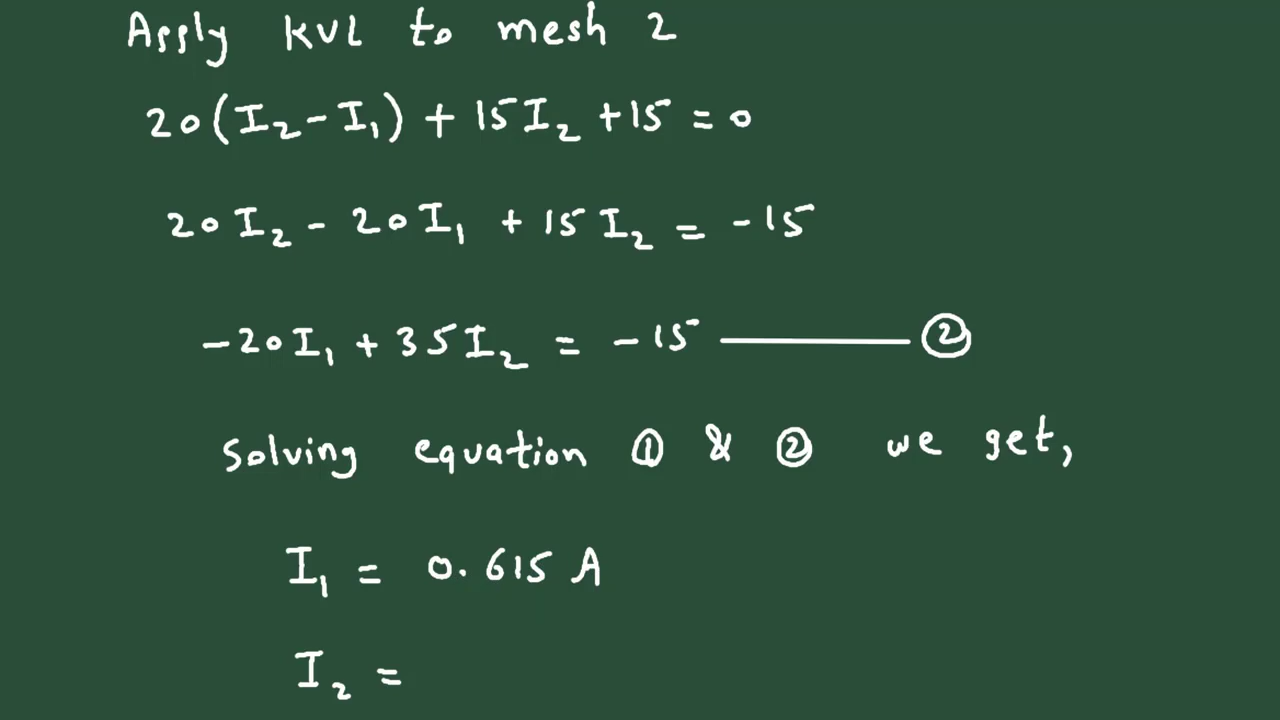 Apply KVL to mesh 2
20(I₂-I₁) + 15I₂ +15 = 0
20I₂ - 20I₁ + 15I₂ = -15
-20I₁ + 35I₂ = -15 ——— ②
solving equation ① & ② we get,
I₁ = 0.615 A
I₂ =